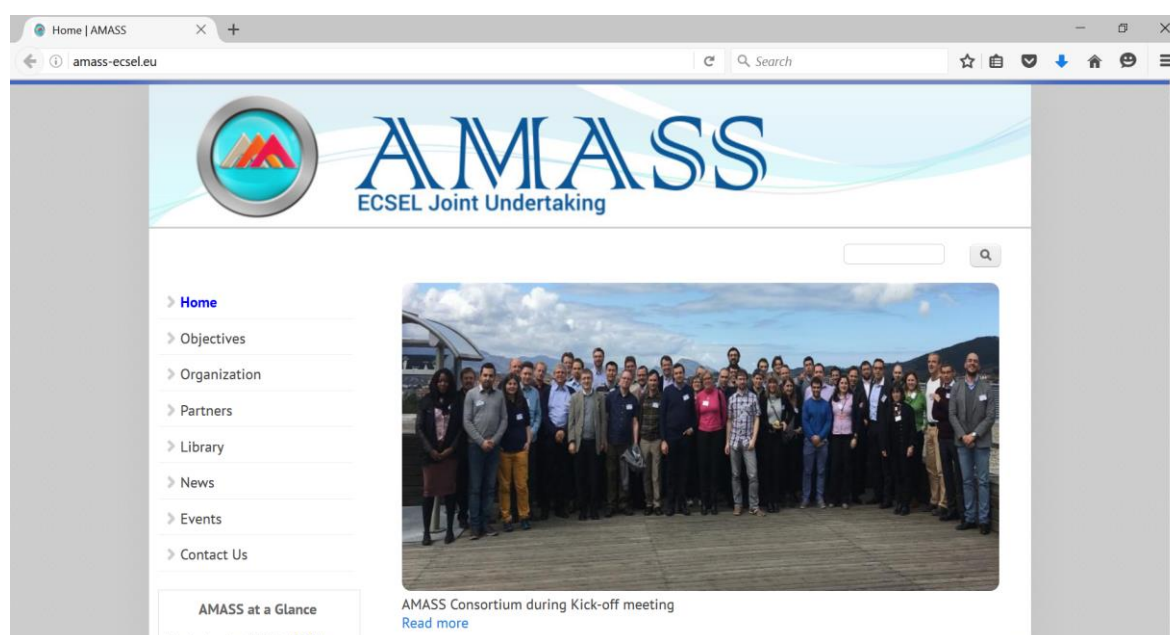 Home | AMASS
amass-ecsel.eu
Search
AMASS
ECSEL Joint Undertaking
Home
Objectives
Organization
Partners
Library
News
Events
Contact Us
AMASS at a Glance
AMASS Consortium during Kick-off meeting
Read more